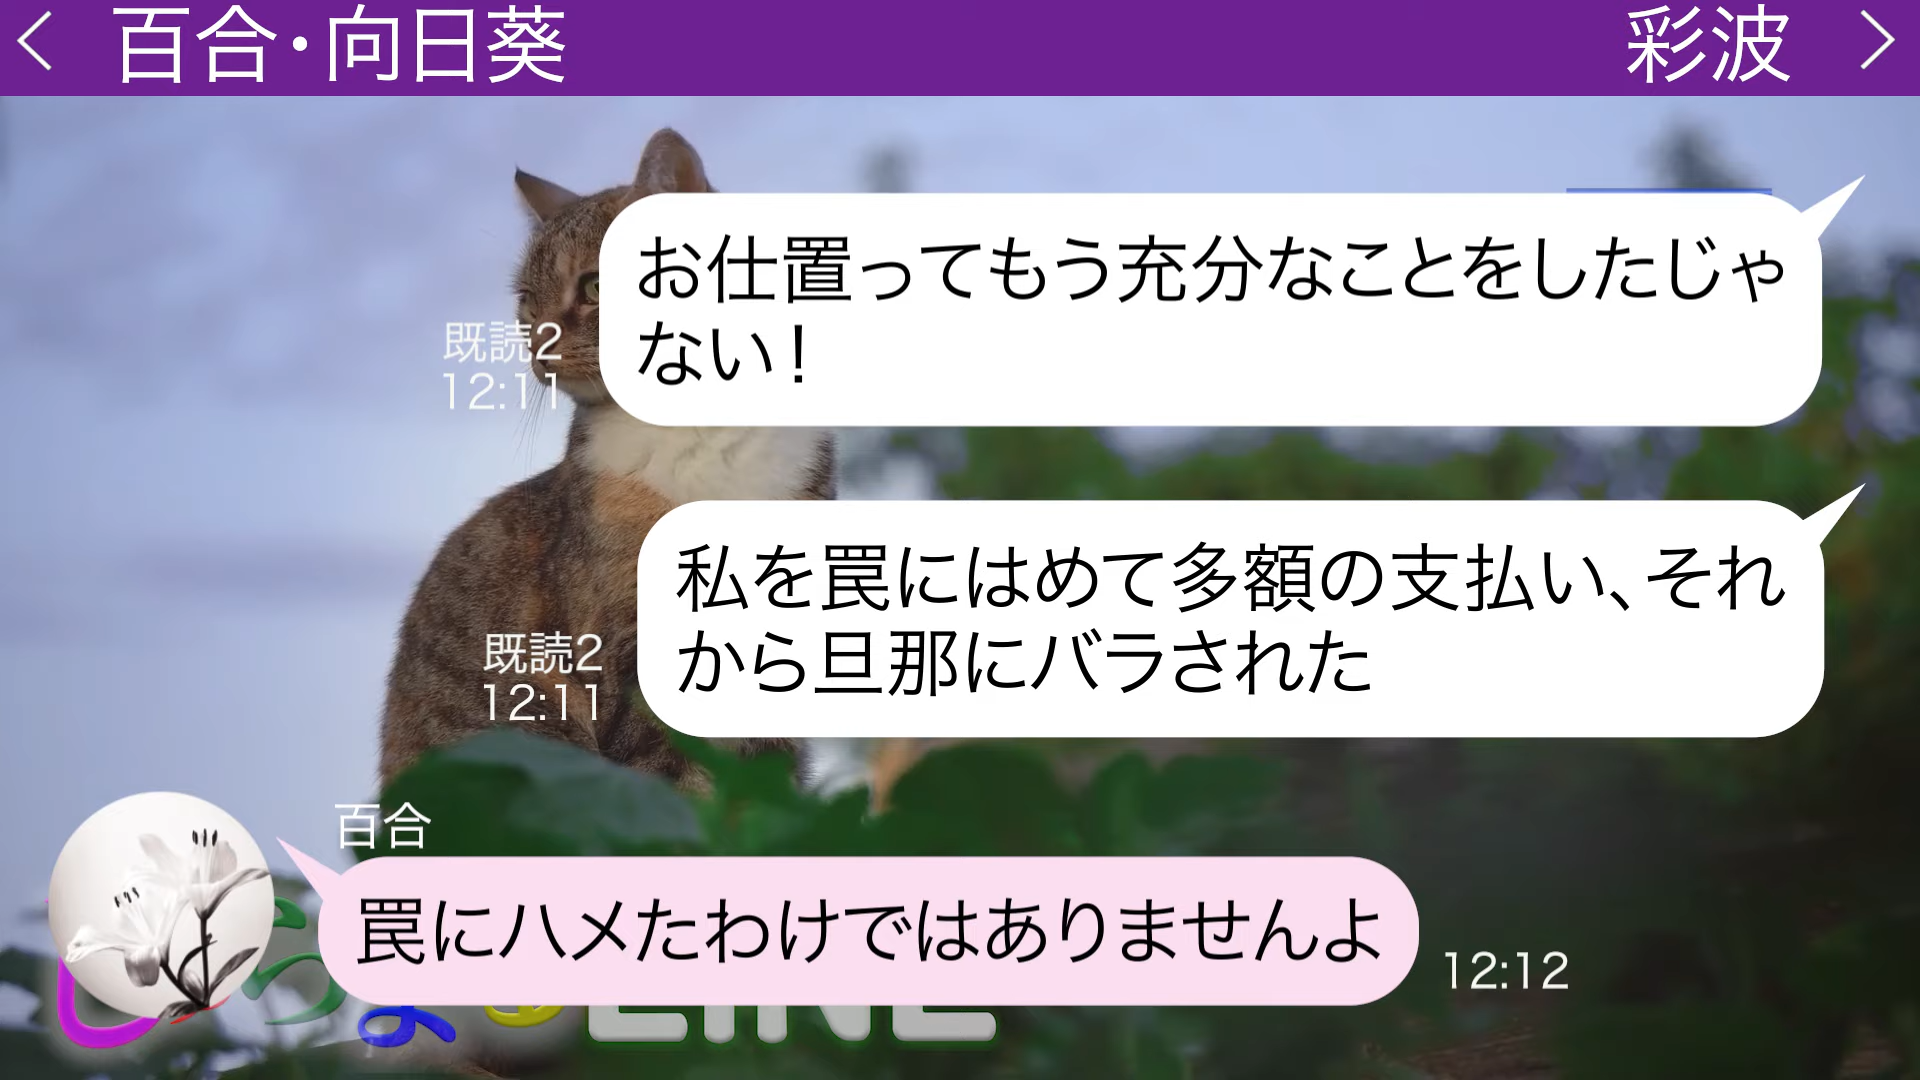 百合・向日葵
彩波
お仕置ってもう充分なことをしたじゃ
ない！
既読2
12:11
私を罠にはめて多額の支払い、それ
から旦那にバラされた
既読2
12:11
百合
罠にハメたわけではありませんよ
12:12
LINE